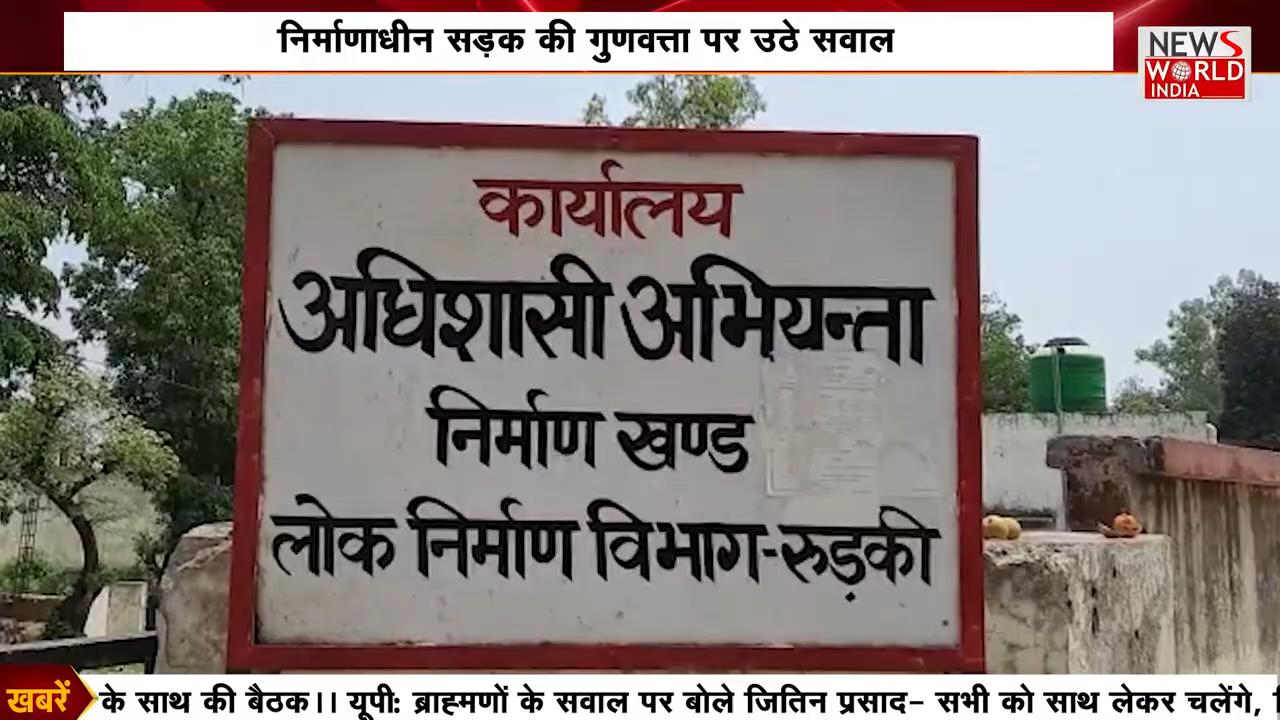 निर्माणाधीन सड़क की गुणवत्ता पर उठे सवाल
NEWS
WORLD
INDIA
कार्यालय
अधिशासी अभियन्ता
निर्माण खण्ड
लोक निर्माण विभाग-रुड़की
खबरें के साथ की बैठक।। यूपी: ब्राह्मणों के सवाल पर बोले जितिन प्रसाद- सभी को साथ लेकर चलेंगे,